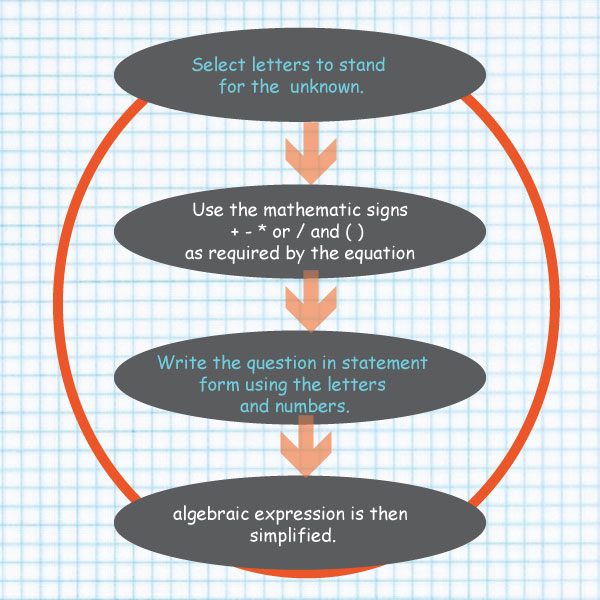 Select letters to stand
for the unknown.
Use the mathematic signs
+ - * or / and ( )
as required by the equation
Write the question in statement
form using the letters
and numbers.
algebraic expression is then
simplified.